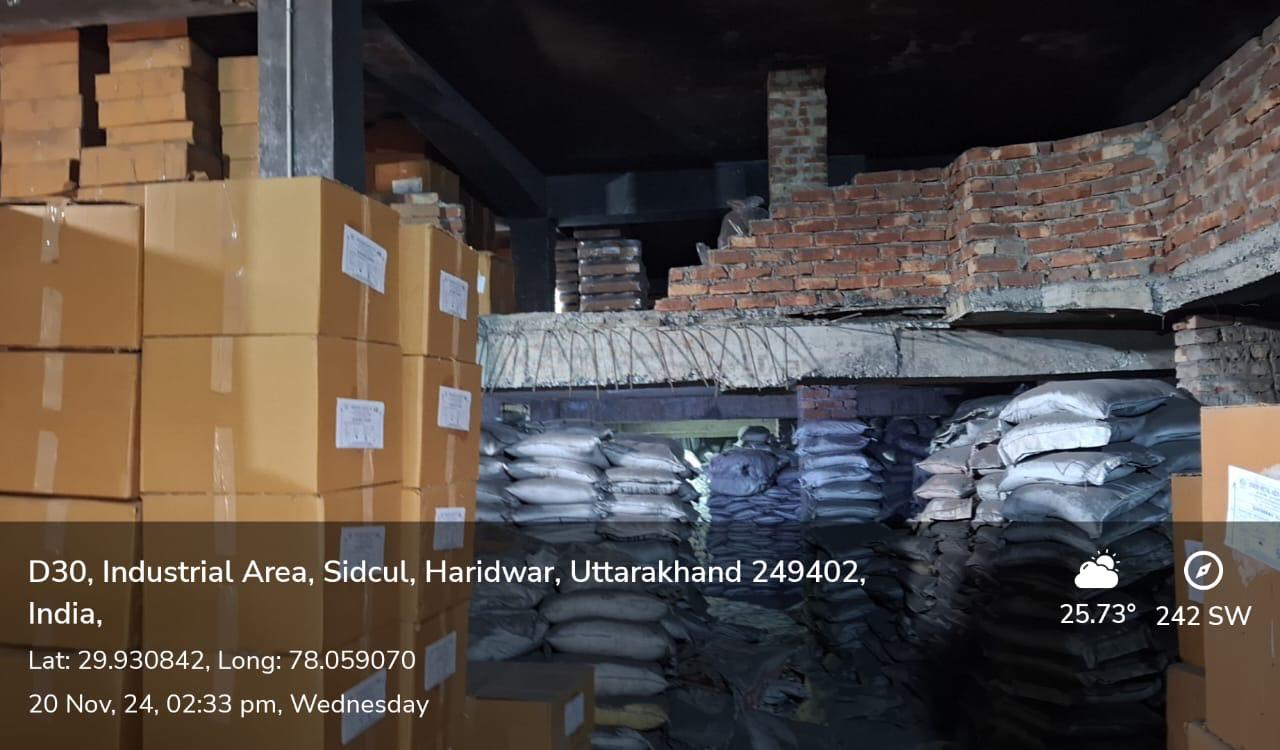 D30, Industrial Area, Sidcul, Haridwar, Uttarakhand 249402,
India,
Lat: 29.930842, Long: 78.059070
20 Nov, 24, 02:33 pm, Wednesday
25.73°
242 SW